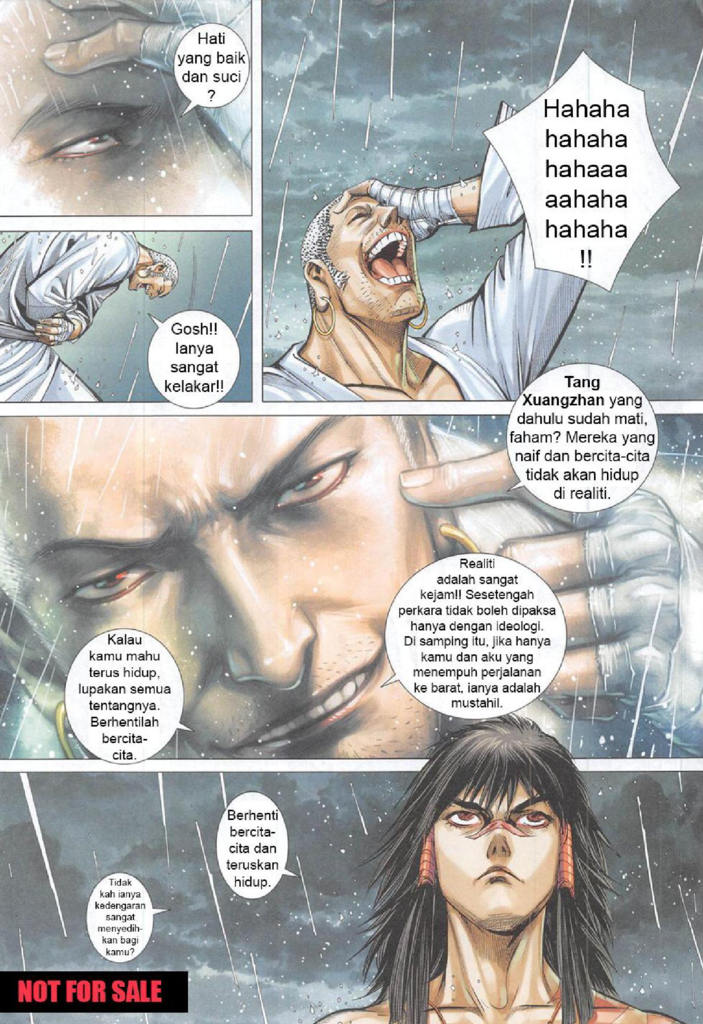 Hati
yang baik
dan suci
?
Hahaha
hahaha
hahaaa
aahaha
hahaha
!!
Gosh!!
Ianya
sangat
kelakar!!
Tang
Xuangzhan yang
dahulu sudah mati,
faham? Mereka yang
naif dan bercita-cita
tidak akan hidup
di realiti.
Realiti
adalah sangat
kejam!! Sesetengah
perkara tidak boleh dipaksa
hanya dengan ideologi.
Di samping itu, jika hanya
kamu dan aku yang
menempuh perjalanan
ke barat, ianya adalah
mustahil.
Kalau
kamu mahu
terus hidup,
lupakan semua
tentangnya.
Berhentilah
bercita-
cita.
Berhenti
bercita-
cita dan
teruskan
hidup.
Tidak
kah ianya
kedengaran
sangat
menyedih-
kan bagi
kamu?
NOT FOR SALE